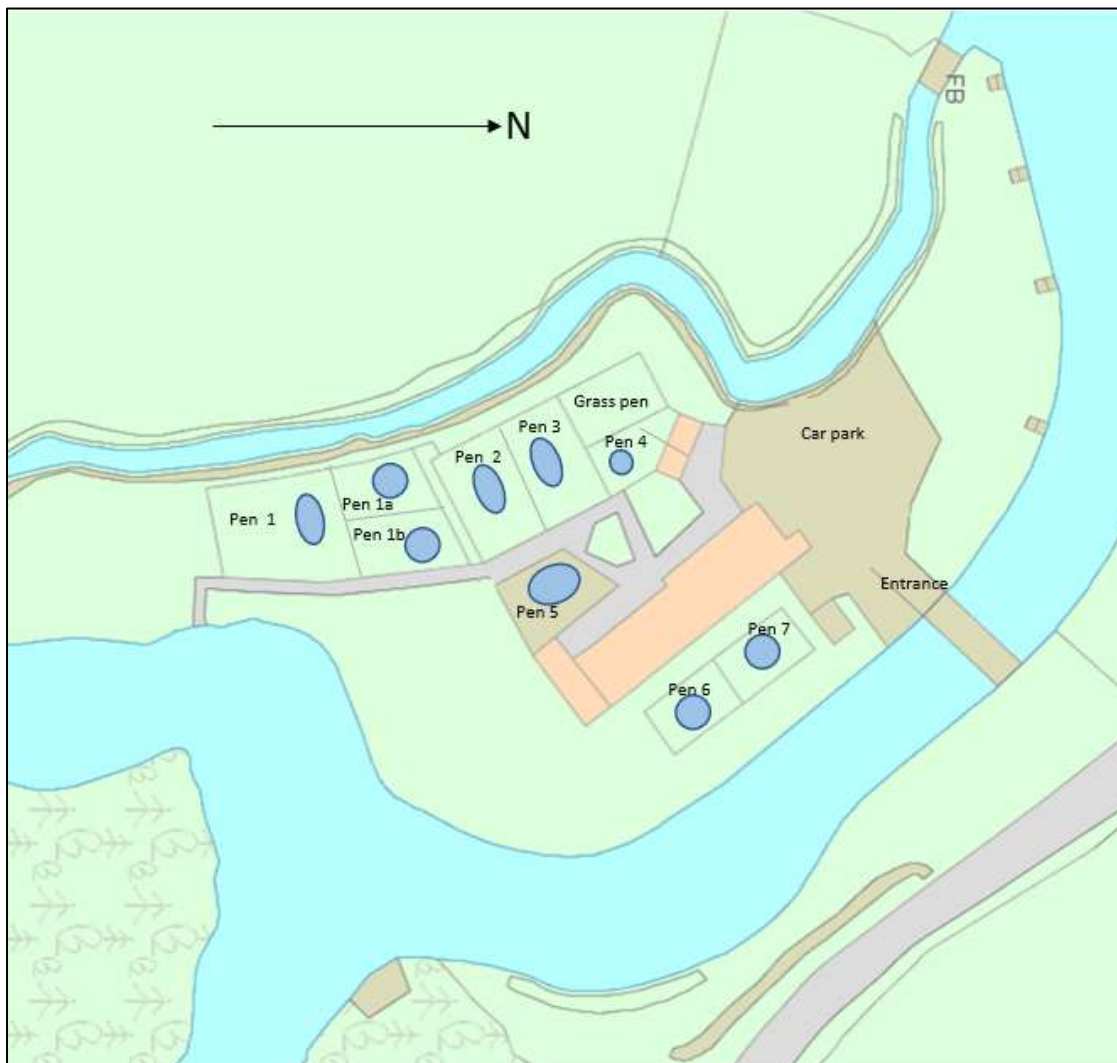 FB
N
Grass pen
Pen 3
Car park
Pen 4
Pen 2
Pen 1a
Pen 1
Pen 1b
Entrance
Pen 5
Pen 7
Pen 6